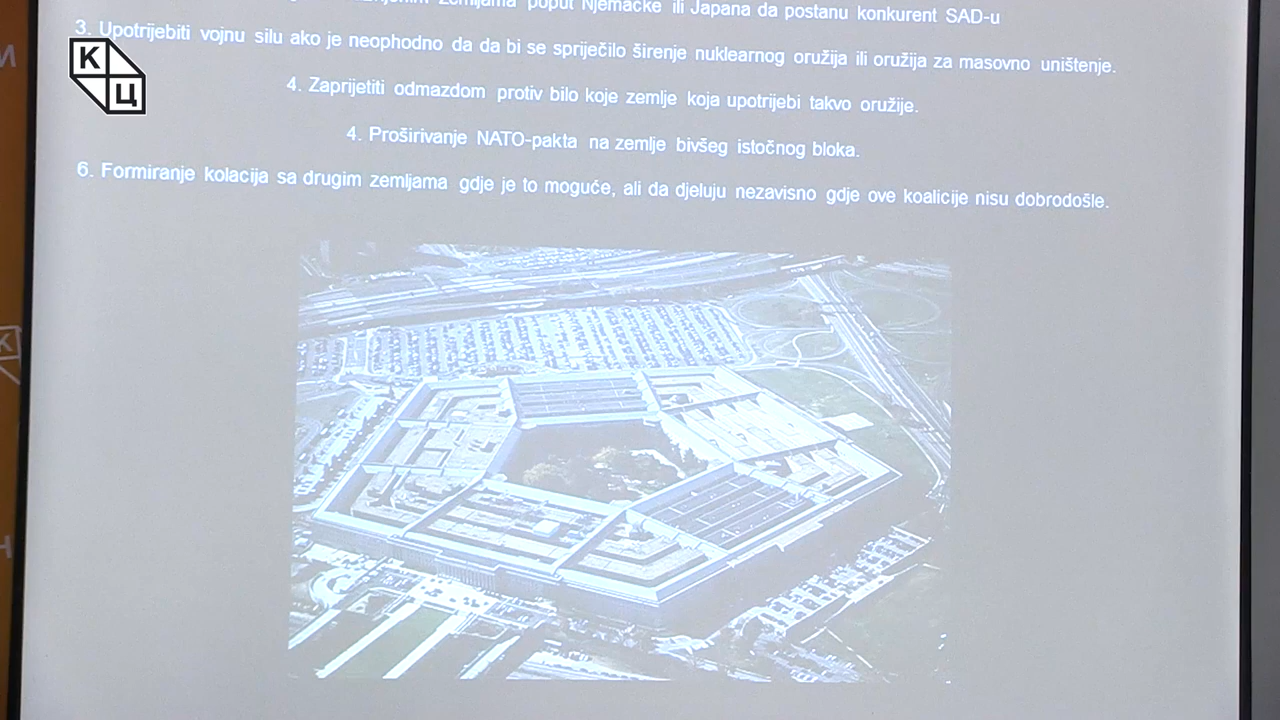 zemljama poput Njemačke ili Japana da postanu konkurent SAD-u
3. Upotrijebiti vojnu silu ako je neophodno da da bi se spriječilo širenje nuklearnog oružija ili oružija za masovno uništenje.
КЦ
4. Zaprijetiti odmazdom protiv bilo koje zemlje koja upotrijebi takvo oružije.
4. Proširivanje NATO-pakta na zemlje bivšeg istočnog bloka.
6. Formiranje kolacija sa drugim zemljama gdje je to moguće, ali da djeluju nezavisno gdje ove koalicije nisu dobrodošle.
К